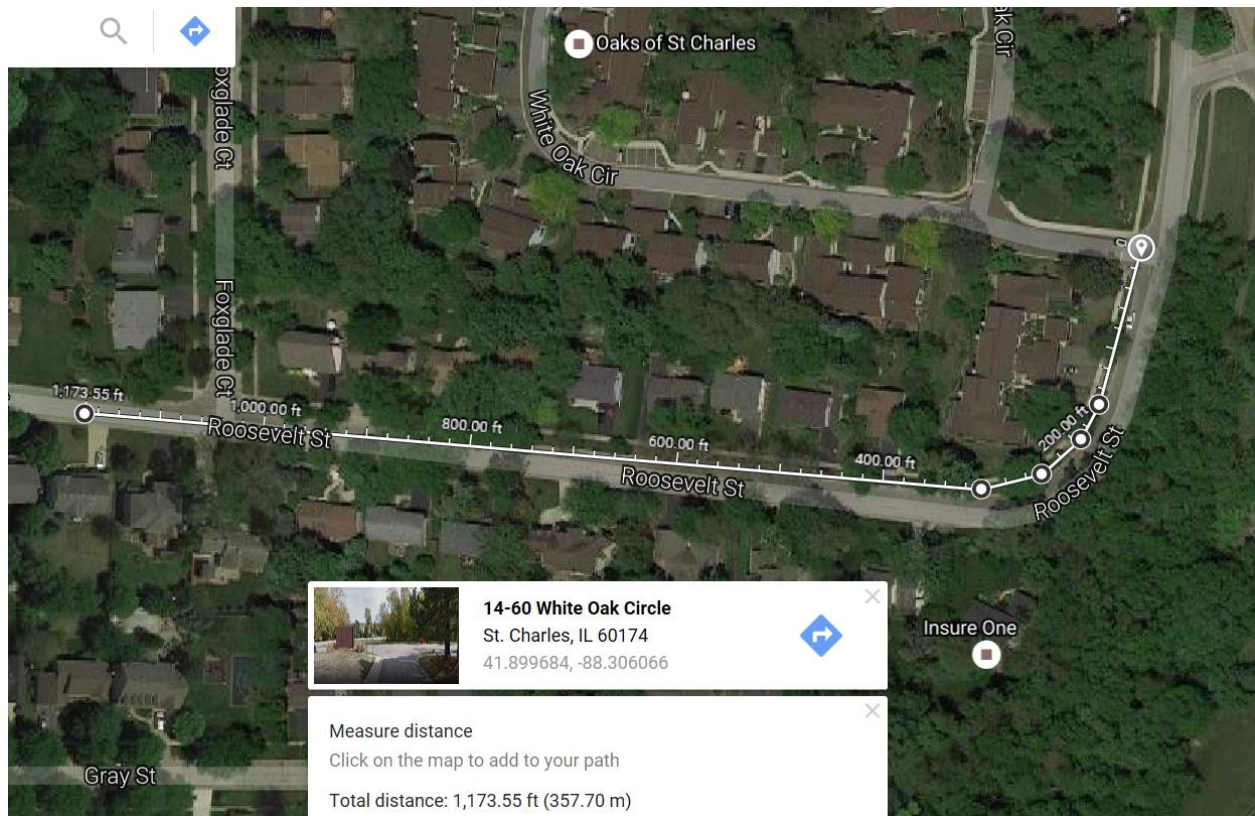 Oaks of St Charles
oxglade Ct
White Oak Cir
ak Cir
0
Foxglade Ct
1,173.55 ft
1,000.00 ft
800.00 ft
600.00 ft
400.00 ft
200.00 ft
Roosevelt St
Roosevelt St
Roosevelt St
14-60 White Oak Circle
St. Charles, IL 60174
41.899684, -88.306066
Insure One
Measure distance
Click on the map to add to your path
Gray St
Total distance: 1,173.55 ft (357.70 m)